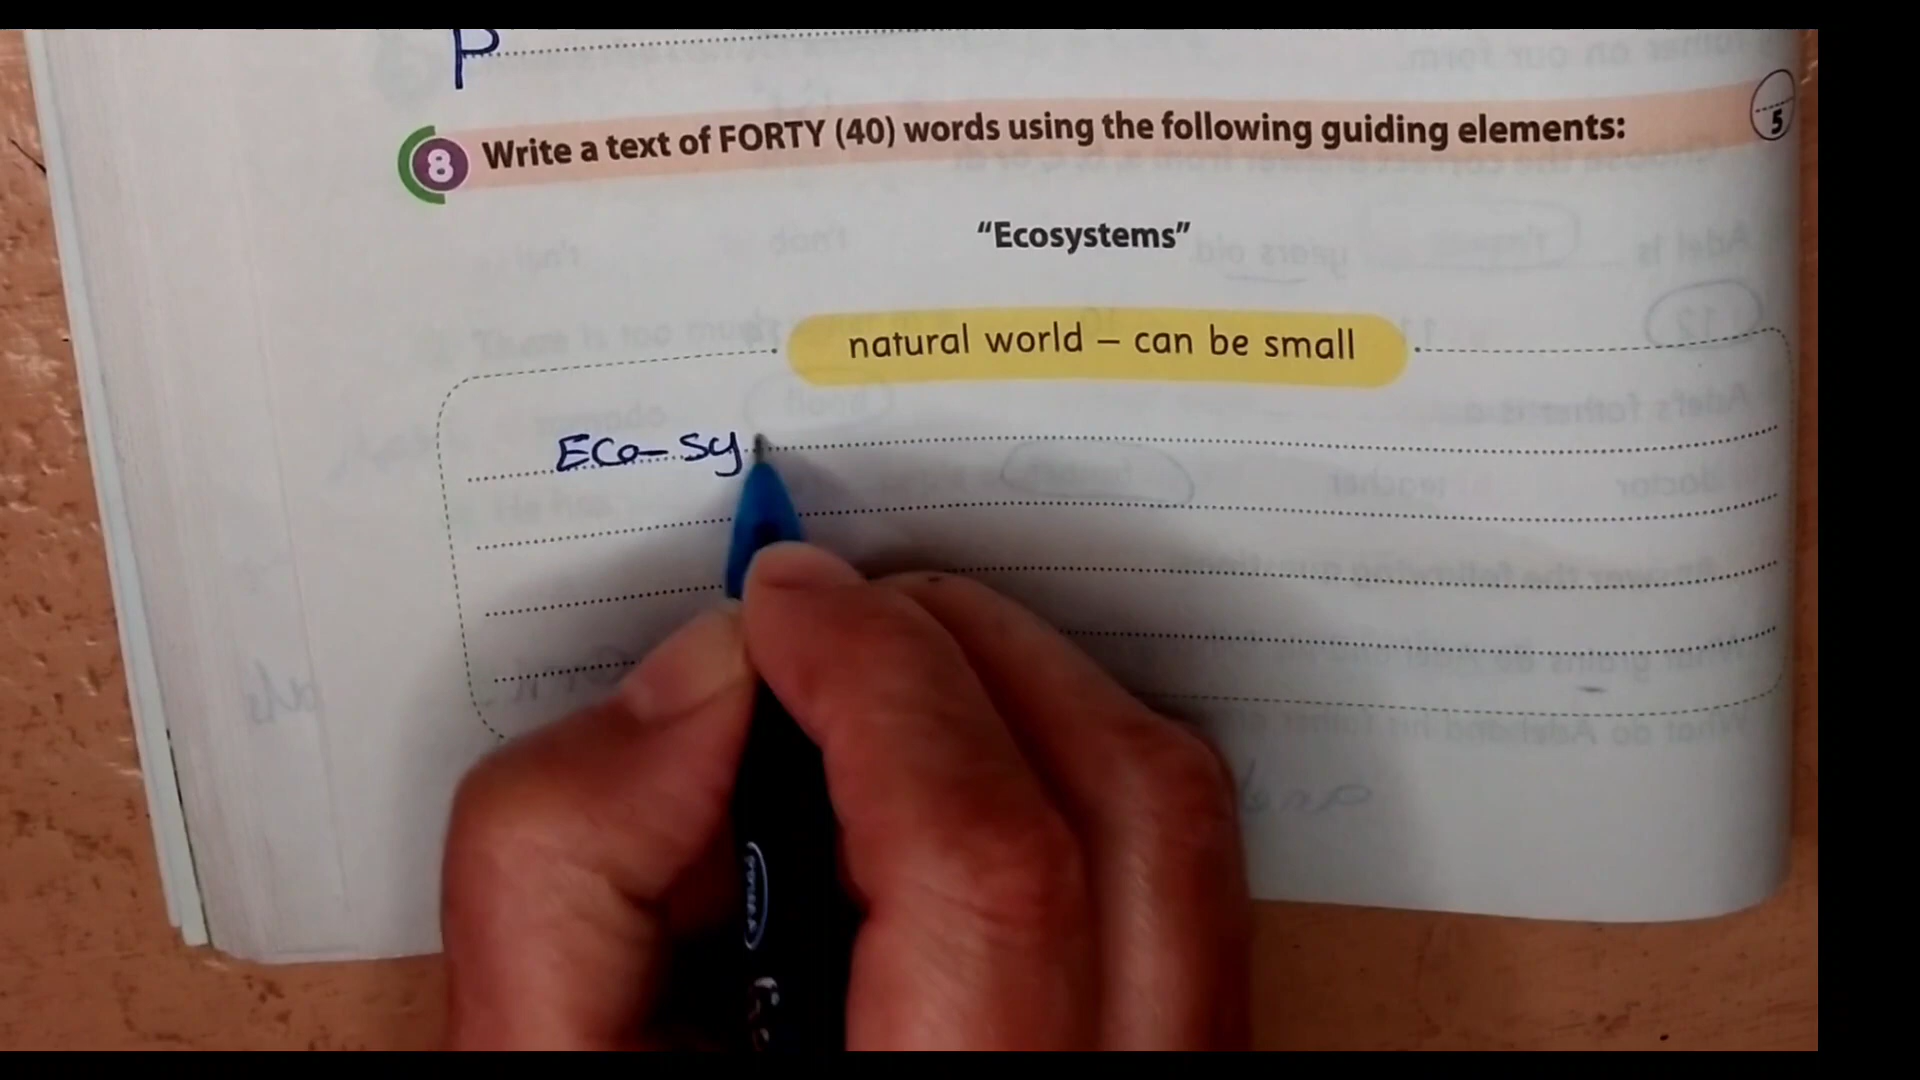 P
8 Write a text of FORTY (40) words using the following guiding elements:
5
"Ecosystems"
natural world – can be small
ECo-sy